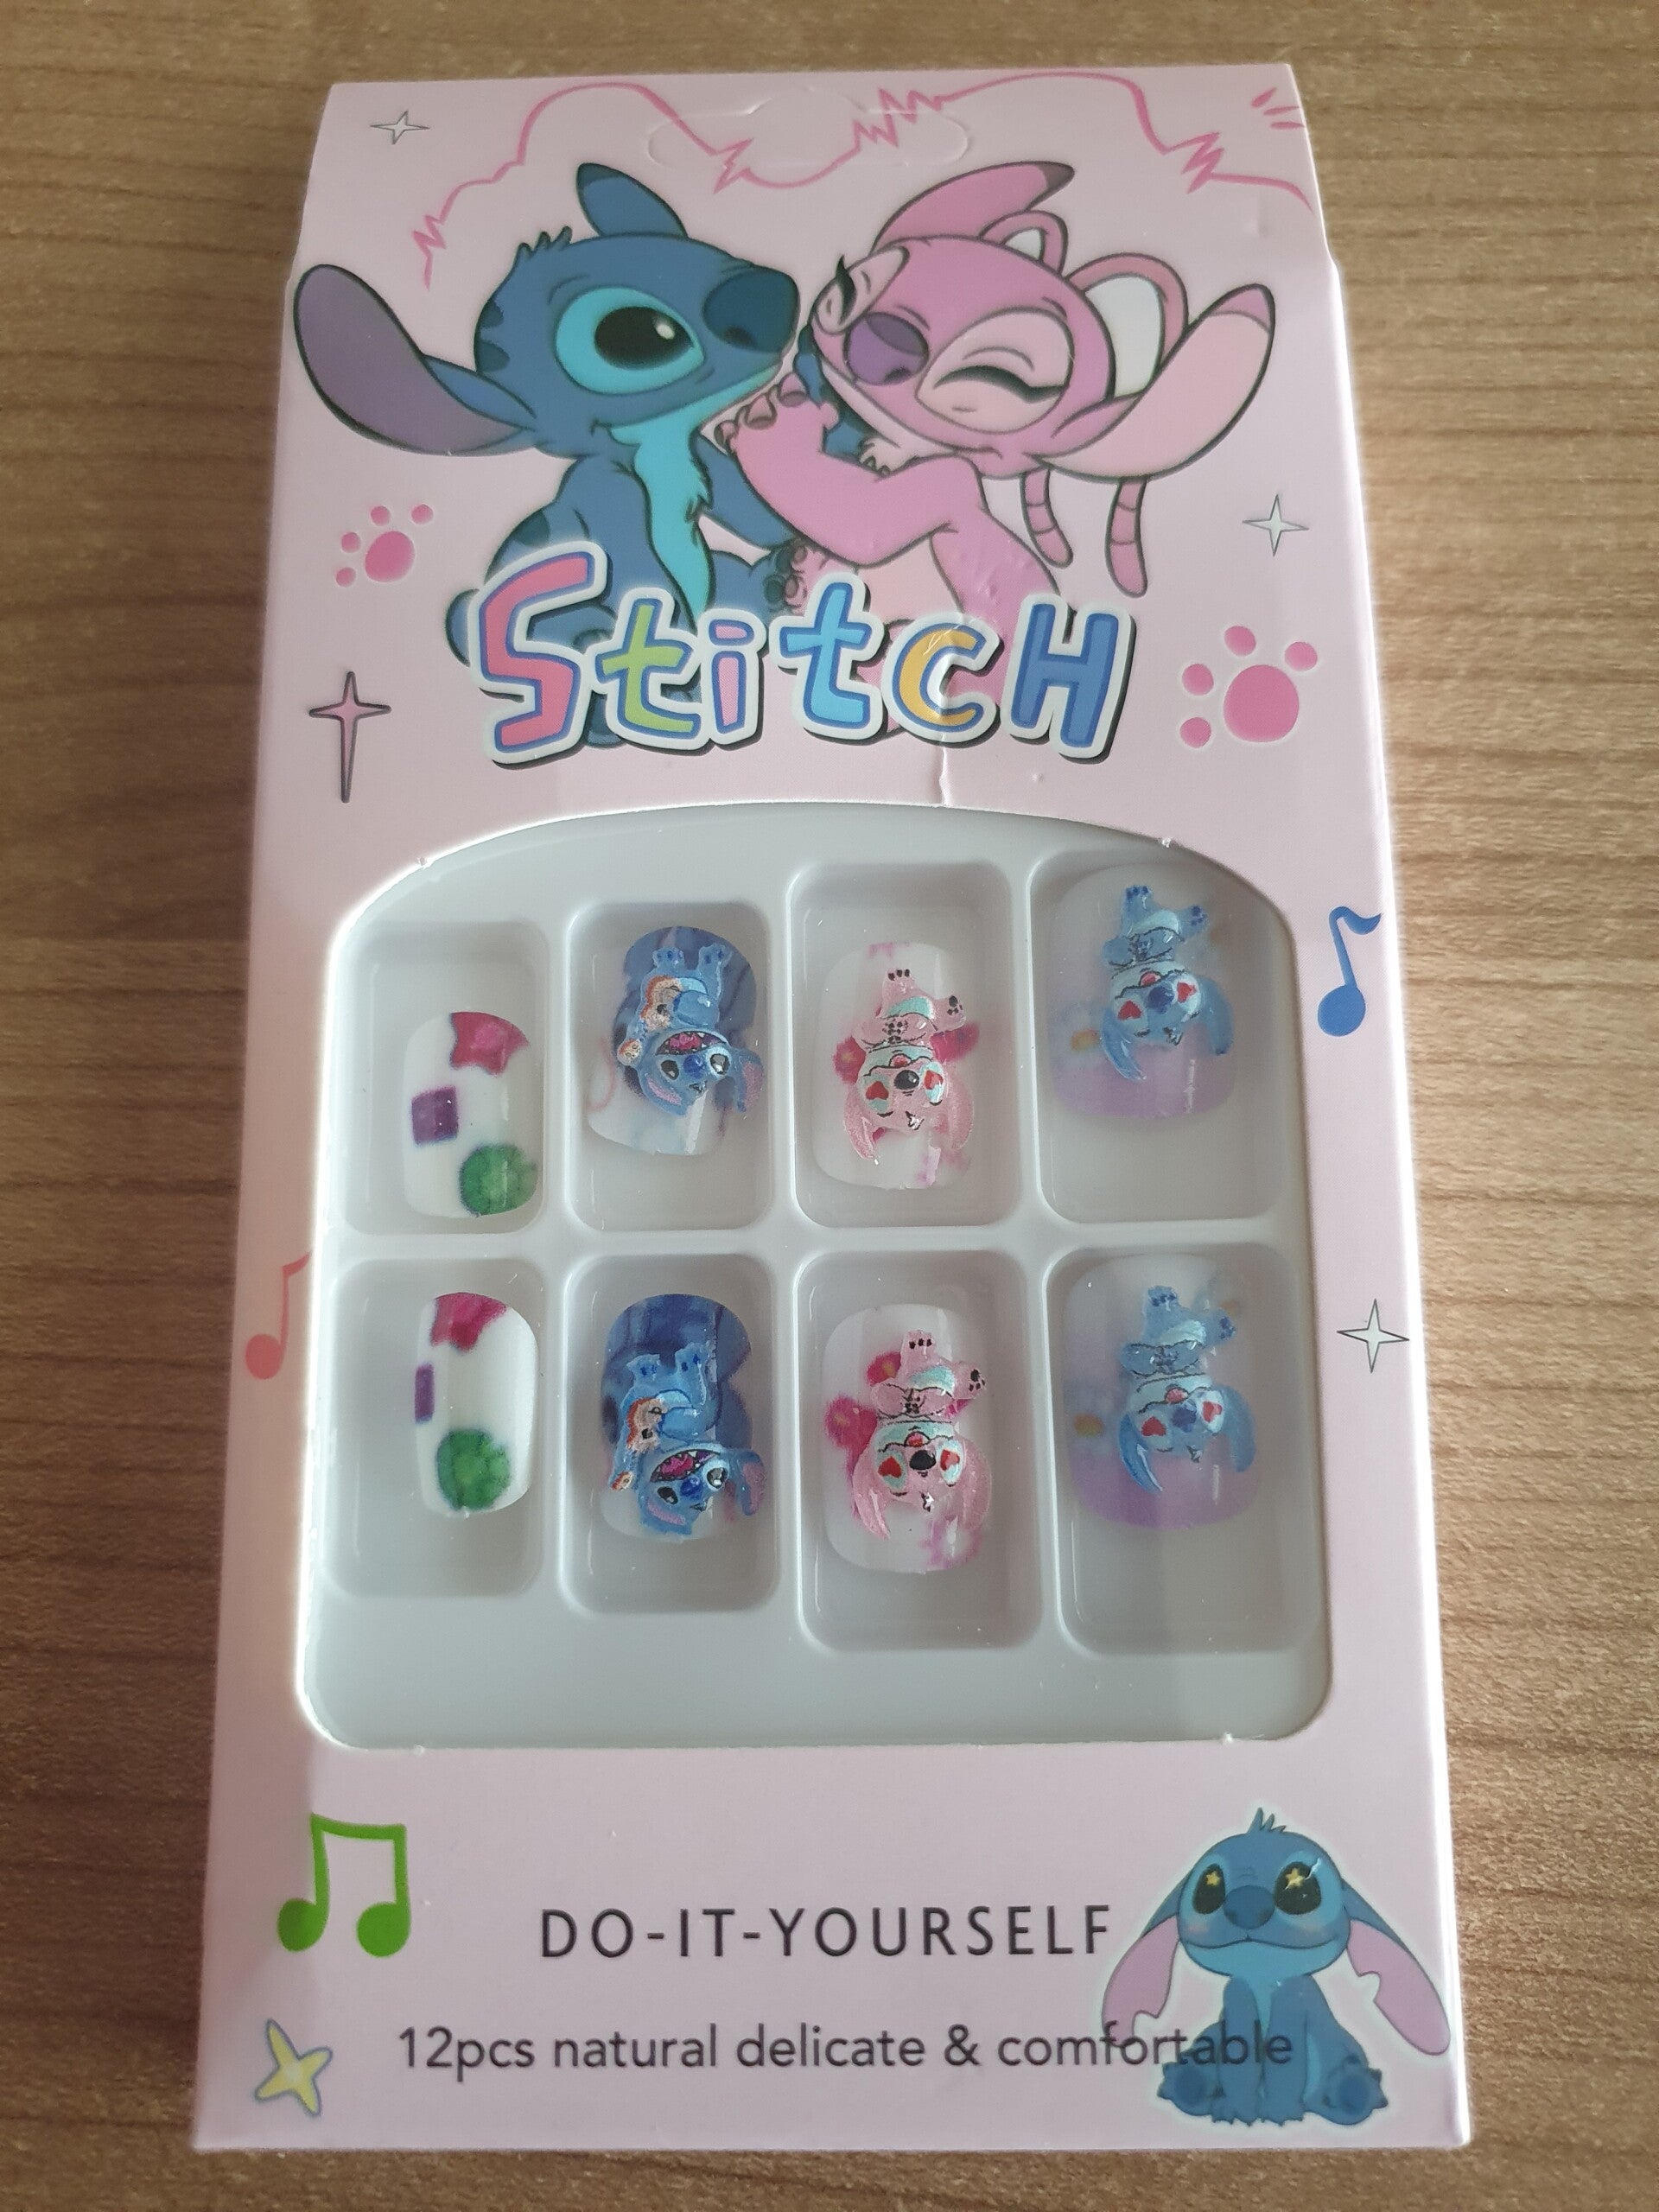 StitcH
DO-IT-YOURSELF
12pcs natural delicate & comfortable